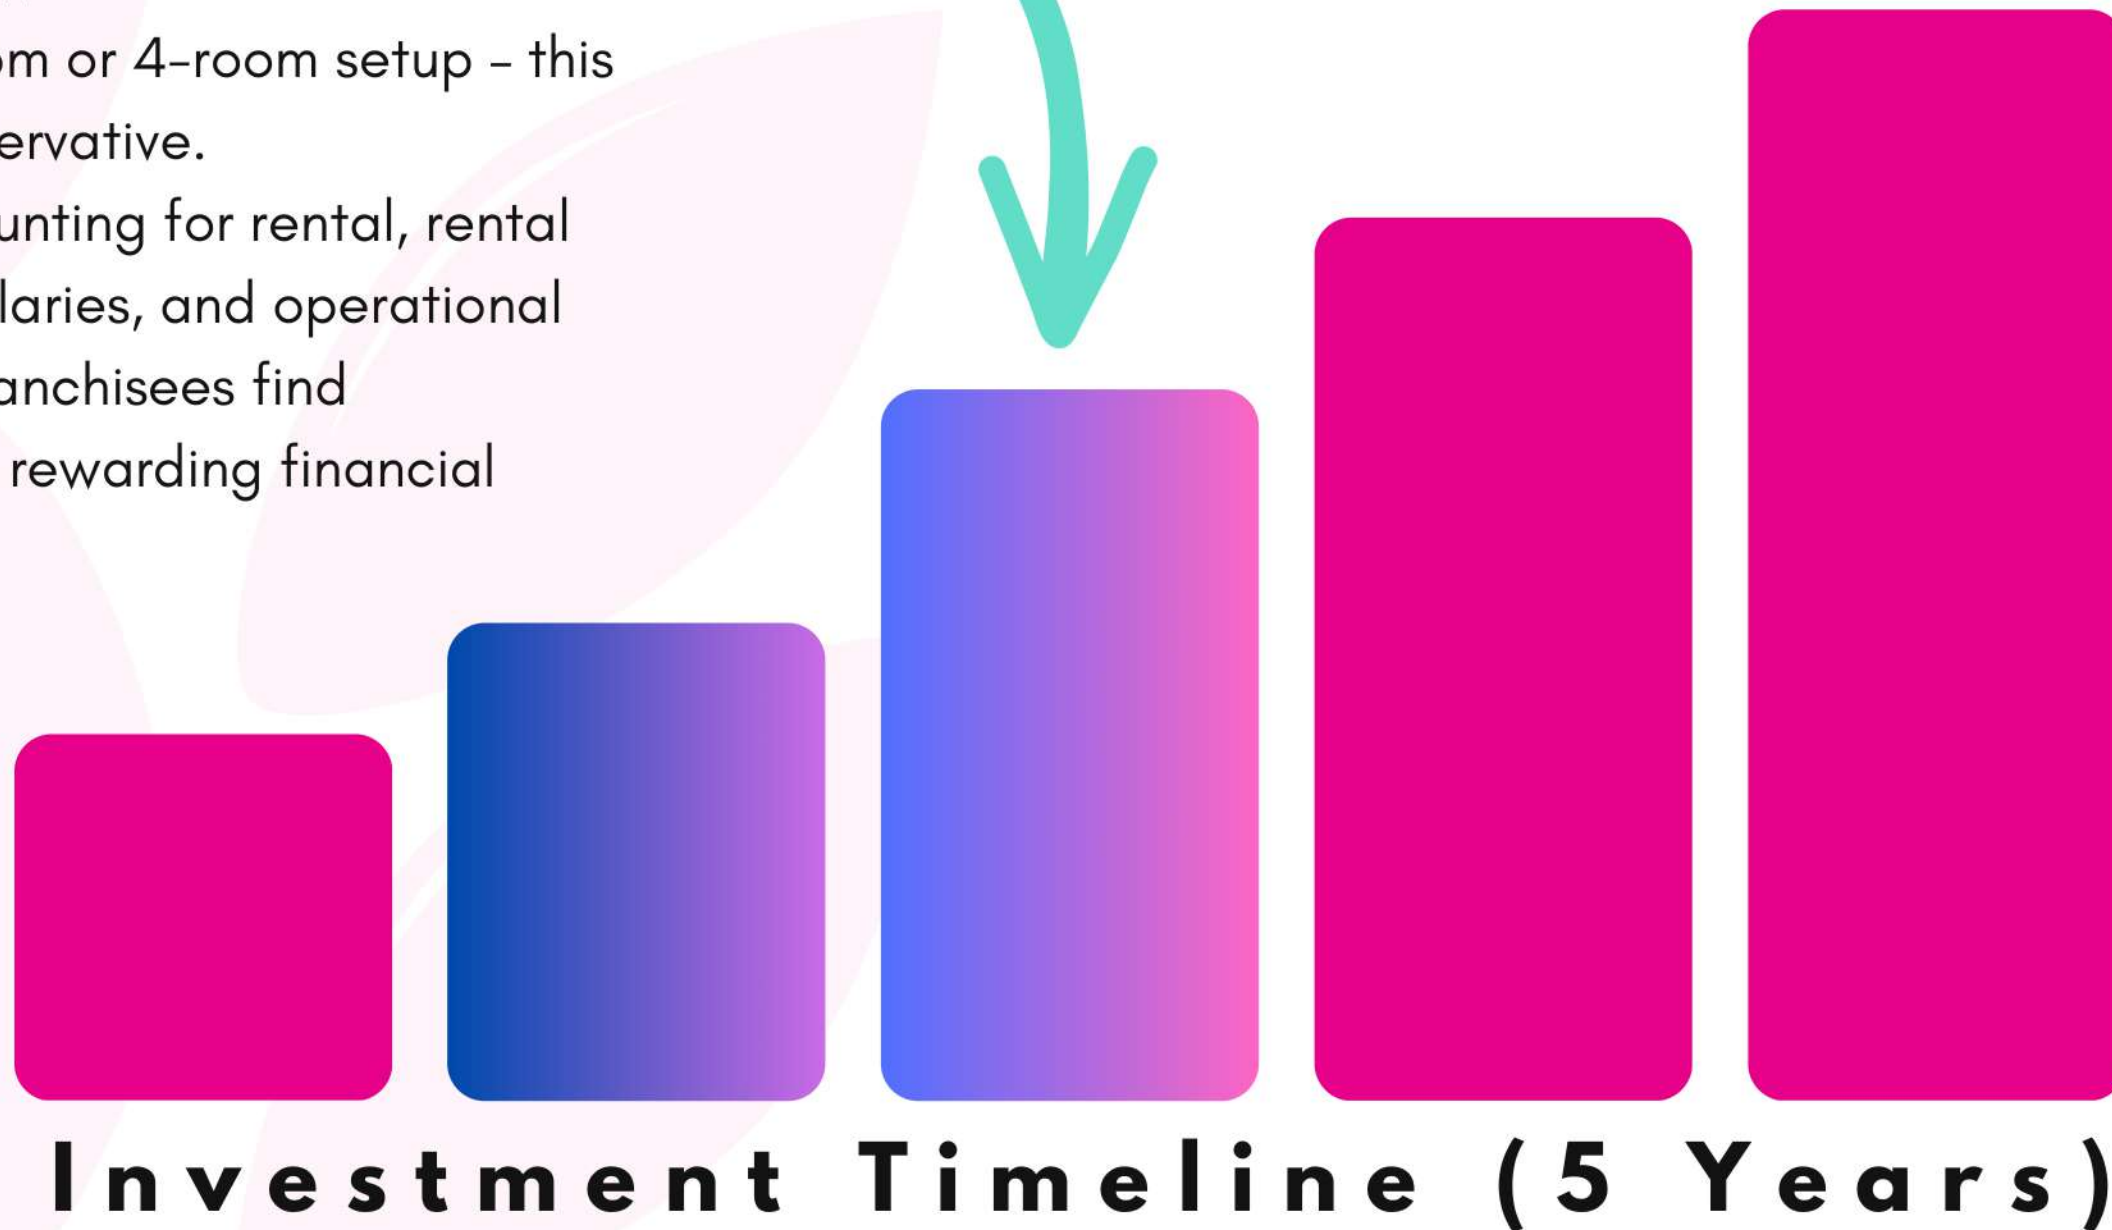 om or 4-room setup - this
ervative.
unting for rental, rental
laries, and operational
anchisees find
rewarding financial
Investment Timeline (5 Years)